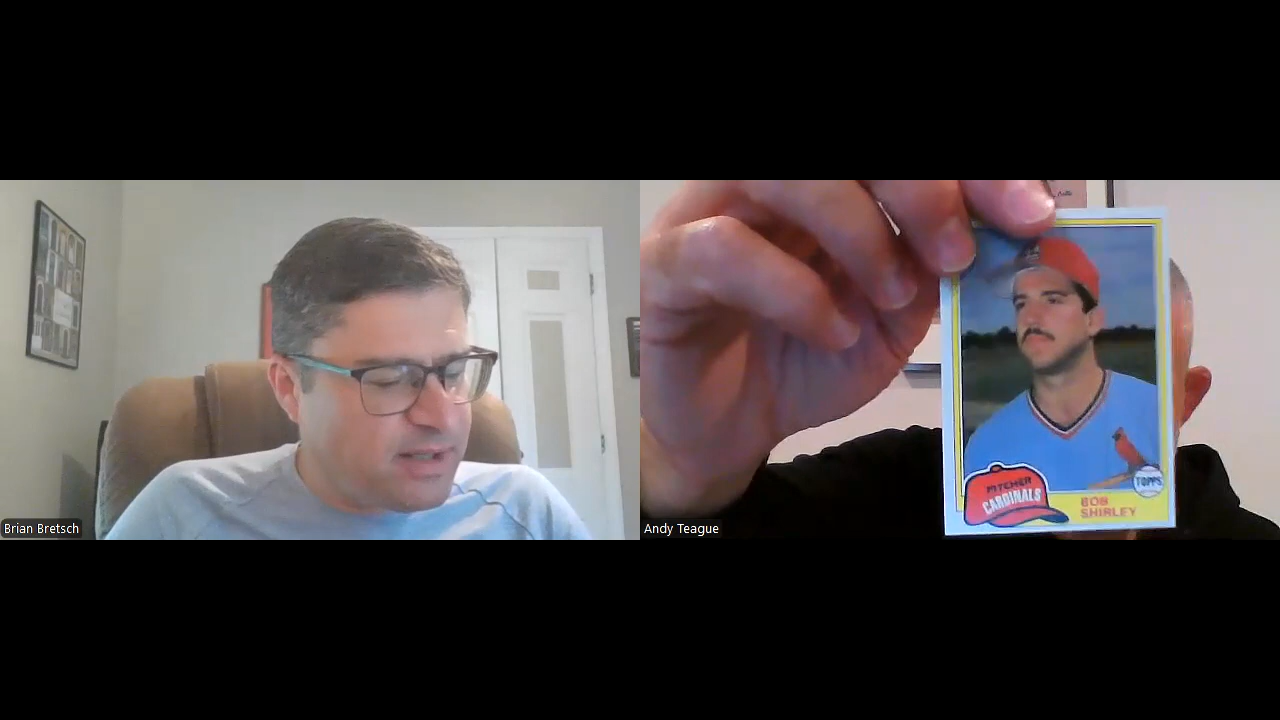 Brian Bretsch
Andy Teague
PITCHER
CARDINALS
BOB
SHIRLEY
TOPPS